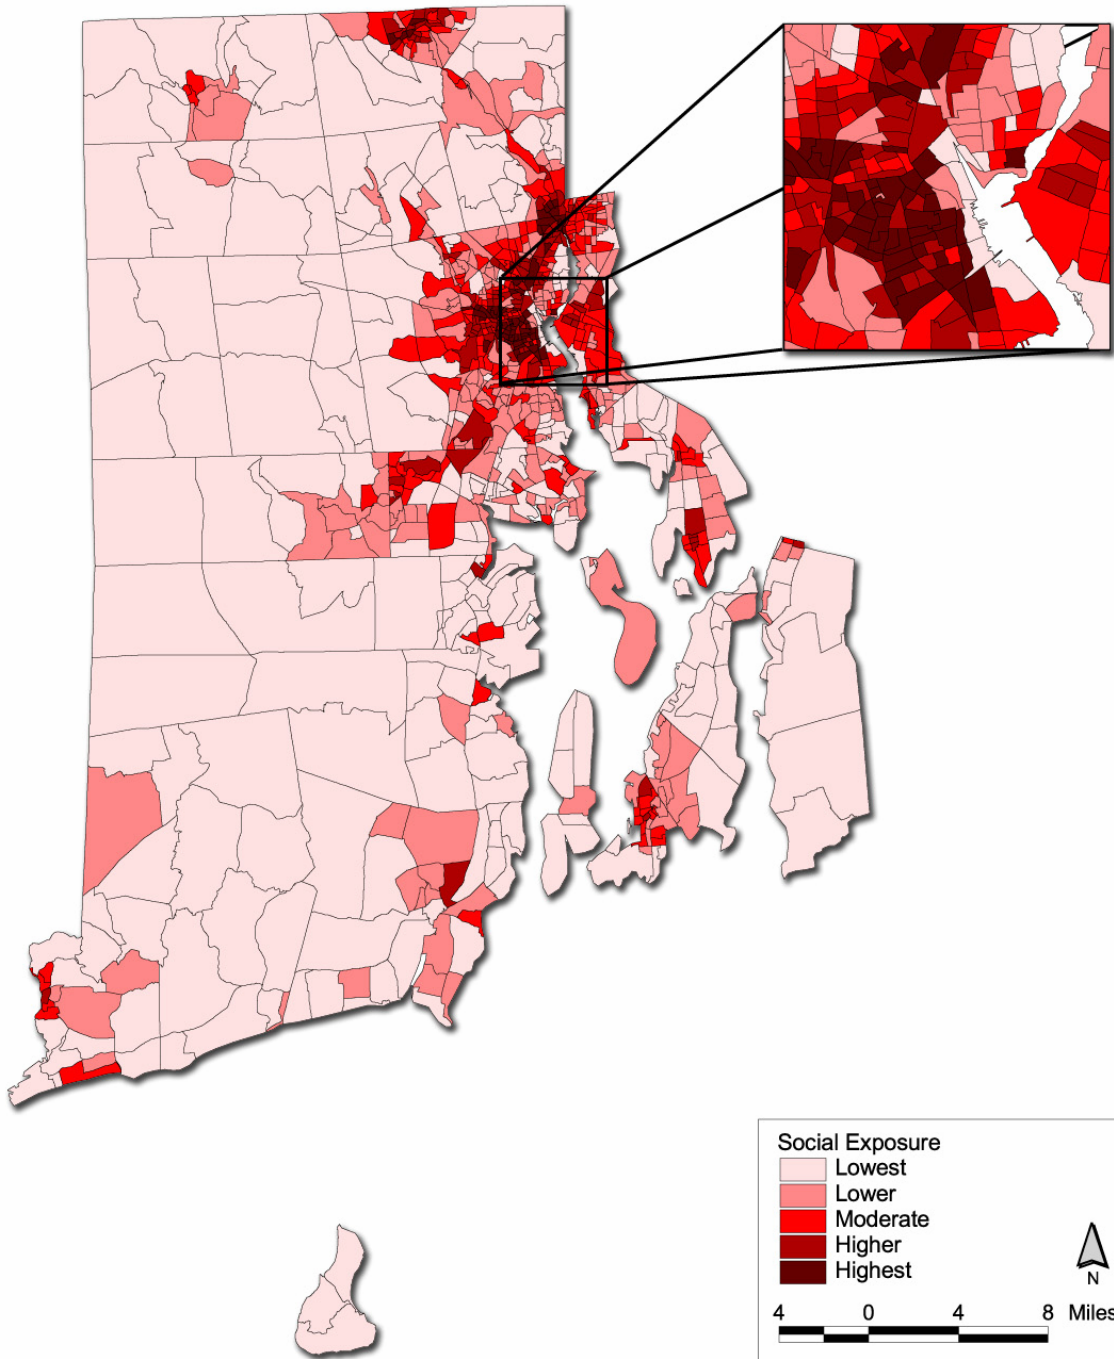 Social Exposure
Lowest
Lower
Moderate
Higher
Highest
N
4 0 4 8 Miles